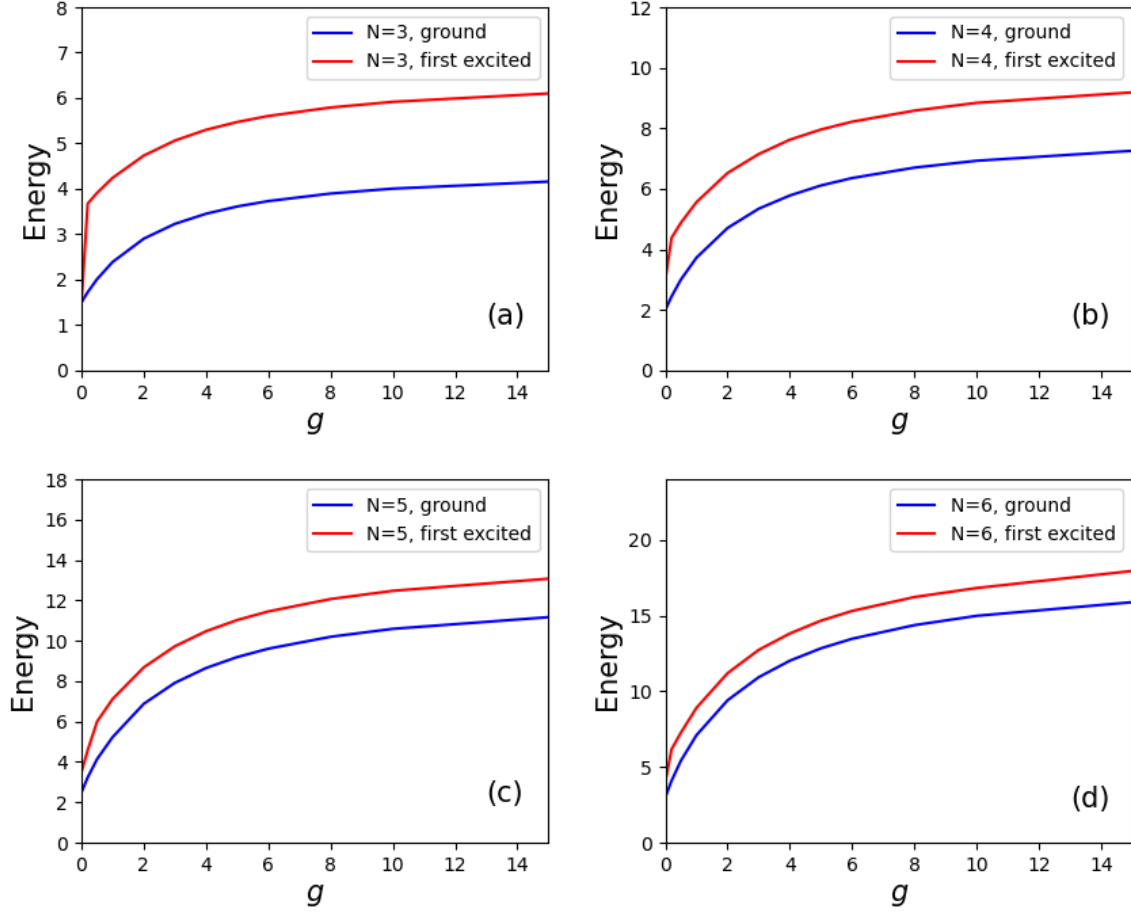 N=3, ground
N=3, first excited
8
7
6
5
4
3
2
1
0
Energy
(a)
0 2 4 6 8 10 12 14
g
N=4, ground
N=4, first excited
12
10
8
6
4
2
0
Energy
(b)
0 2 4 6 8 10 12 14
g
N=5, ground
N=5, first excited
18
16
14
12
10
8
6
4
2
0
Energy
(c)
0 2 4 6 8 10 12 14
g
N=6, ground
N=6, first excited
20
15
10
5
0
Energy
(d)
0 2 4 6 8 10 12 14
g